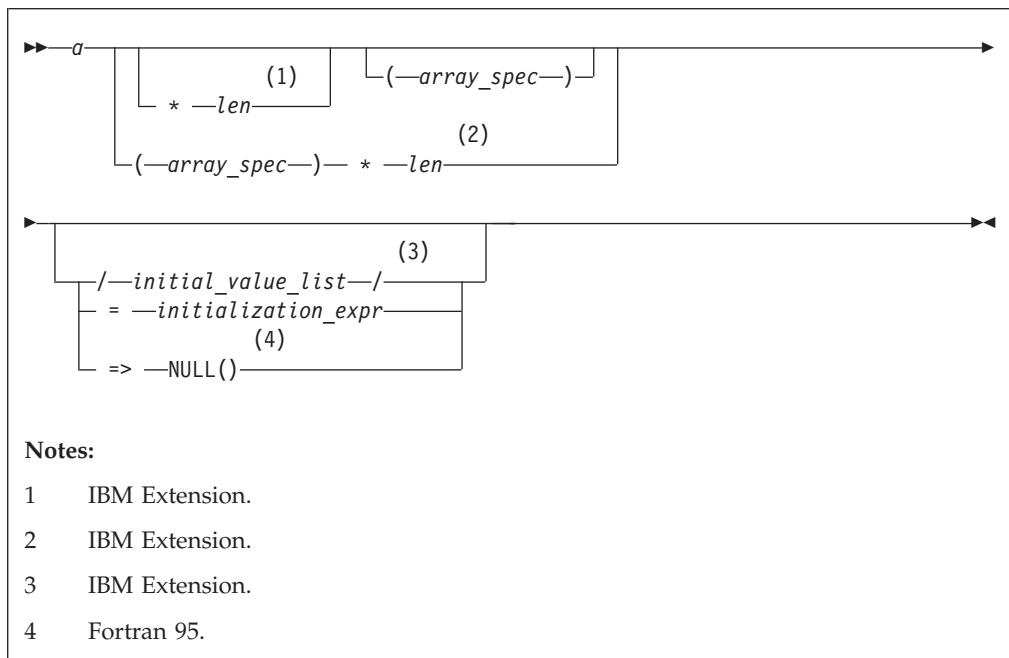 a
(1)
* len
( array_spec )
(2)
( array_spec ) * len
(3)
/ initial_value_list /
= initialization_expr
(4)
=> NULL()
Notes:
1 IBM Extension.
2 IBM Extension.
3 IBM Extension.
4 Fortran 95.